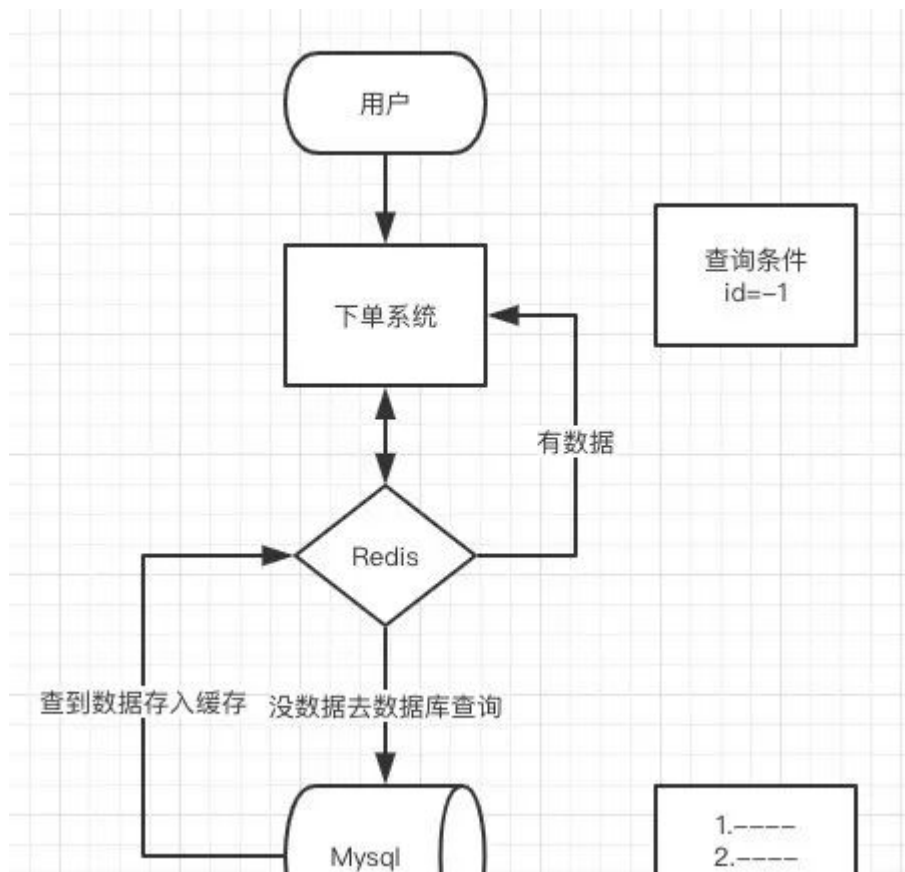 用户
下单系统
查询条件
id=-1
有数据
Redis
查到数据存入缓存
没数据去数据库查询
Mysql
1.----
2.----